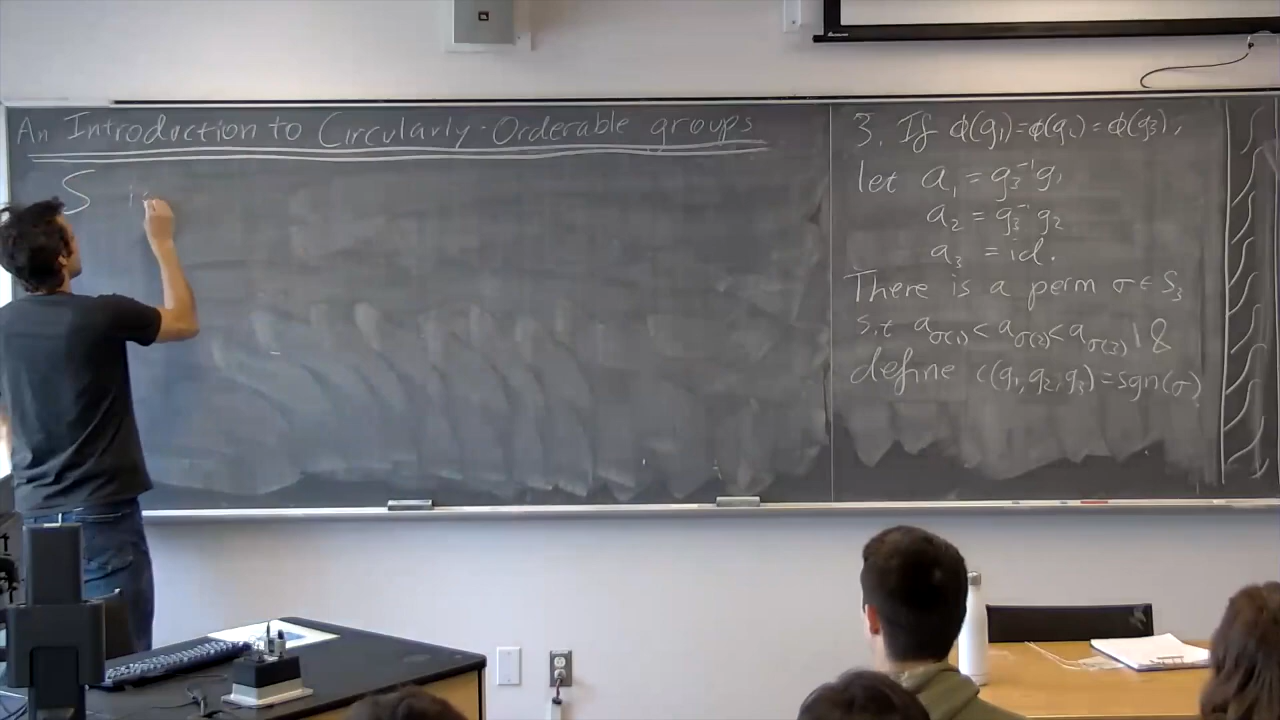 An Introduction to Circularly-Orderable groups
S i
3. If φ(g₁)=φ(g₂)=φ(g₃),
let a₁ = g₃⁻¹g₁
a₂ = g₃⁻¹g₂
a₃ = id.
There is a perm σ∈S₃
s.t a_σ(1) < a_σ(2) < a_σ(3), &
define c(g₁,g₂,g₃)=sgn(σ)